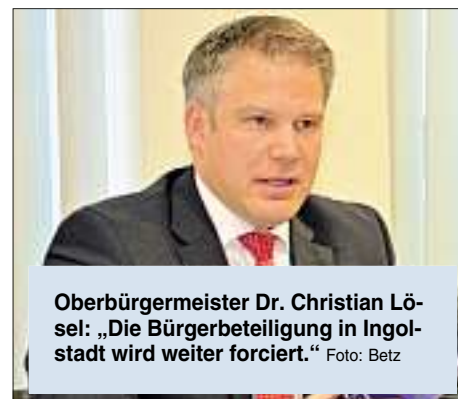 Oberbürgermeister Dr. Christian Lö-
sel: „Die Bürgerbeteiligung in Ingol-
stadt wird weiter forciert.“ Foto: Betz